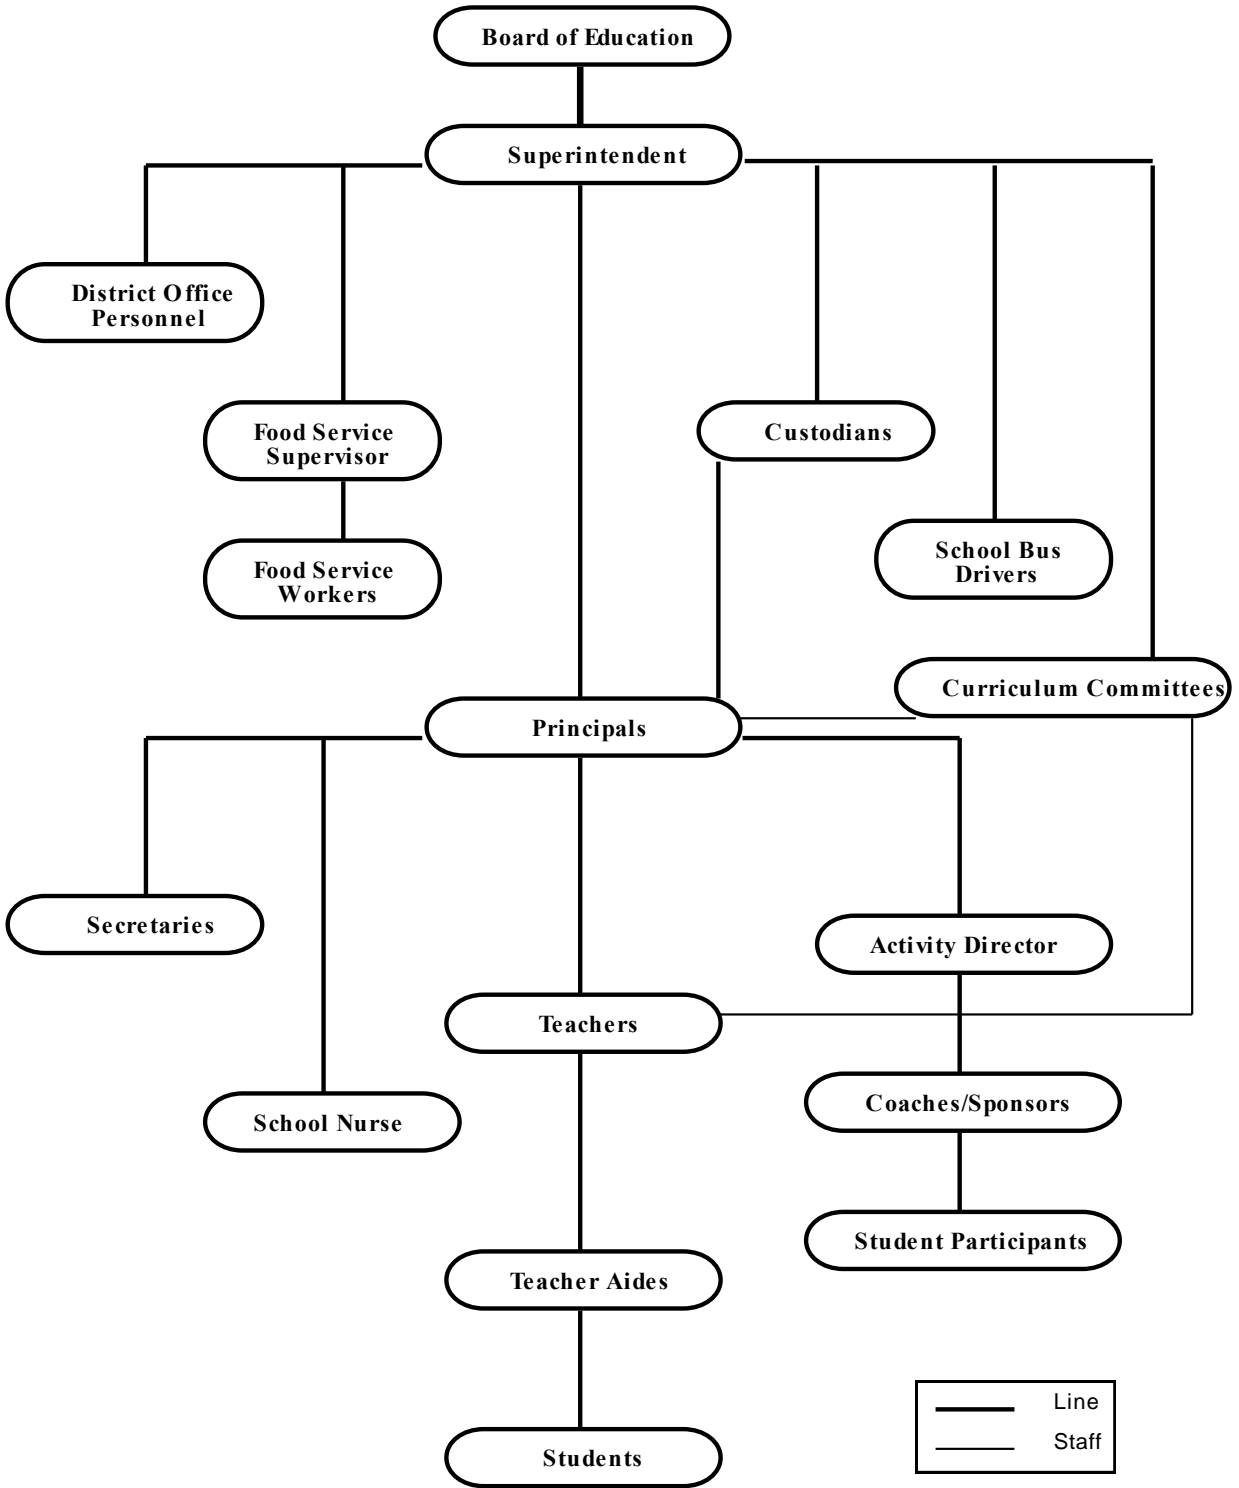 Board of Education
Superintendent
District Office
Personnel
Food Service
Supervisor
Custodians
School Bus
Drivers
Food Service
Workers
Curriculum Committees
Principals
Secretaries
Activity Director
Teachers
School Nurse
Coaches/Sponsors
Student Participants
Teacher Aides
Students
Line
Staff